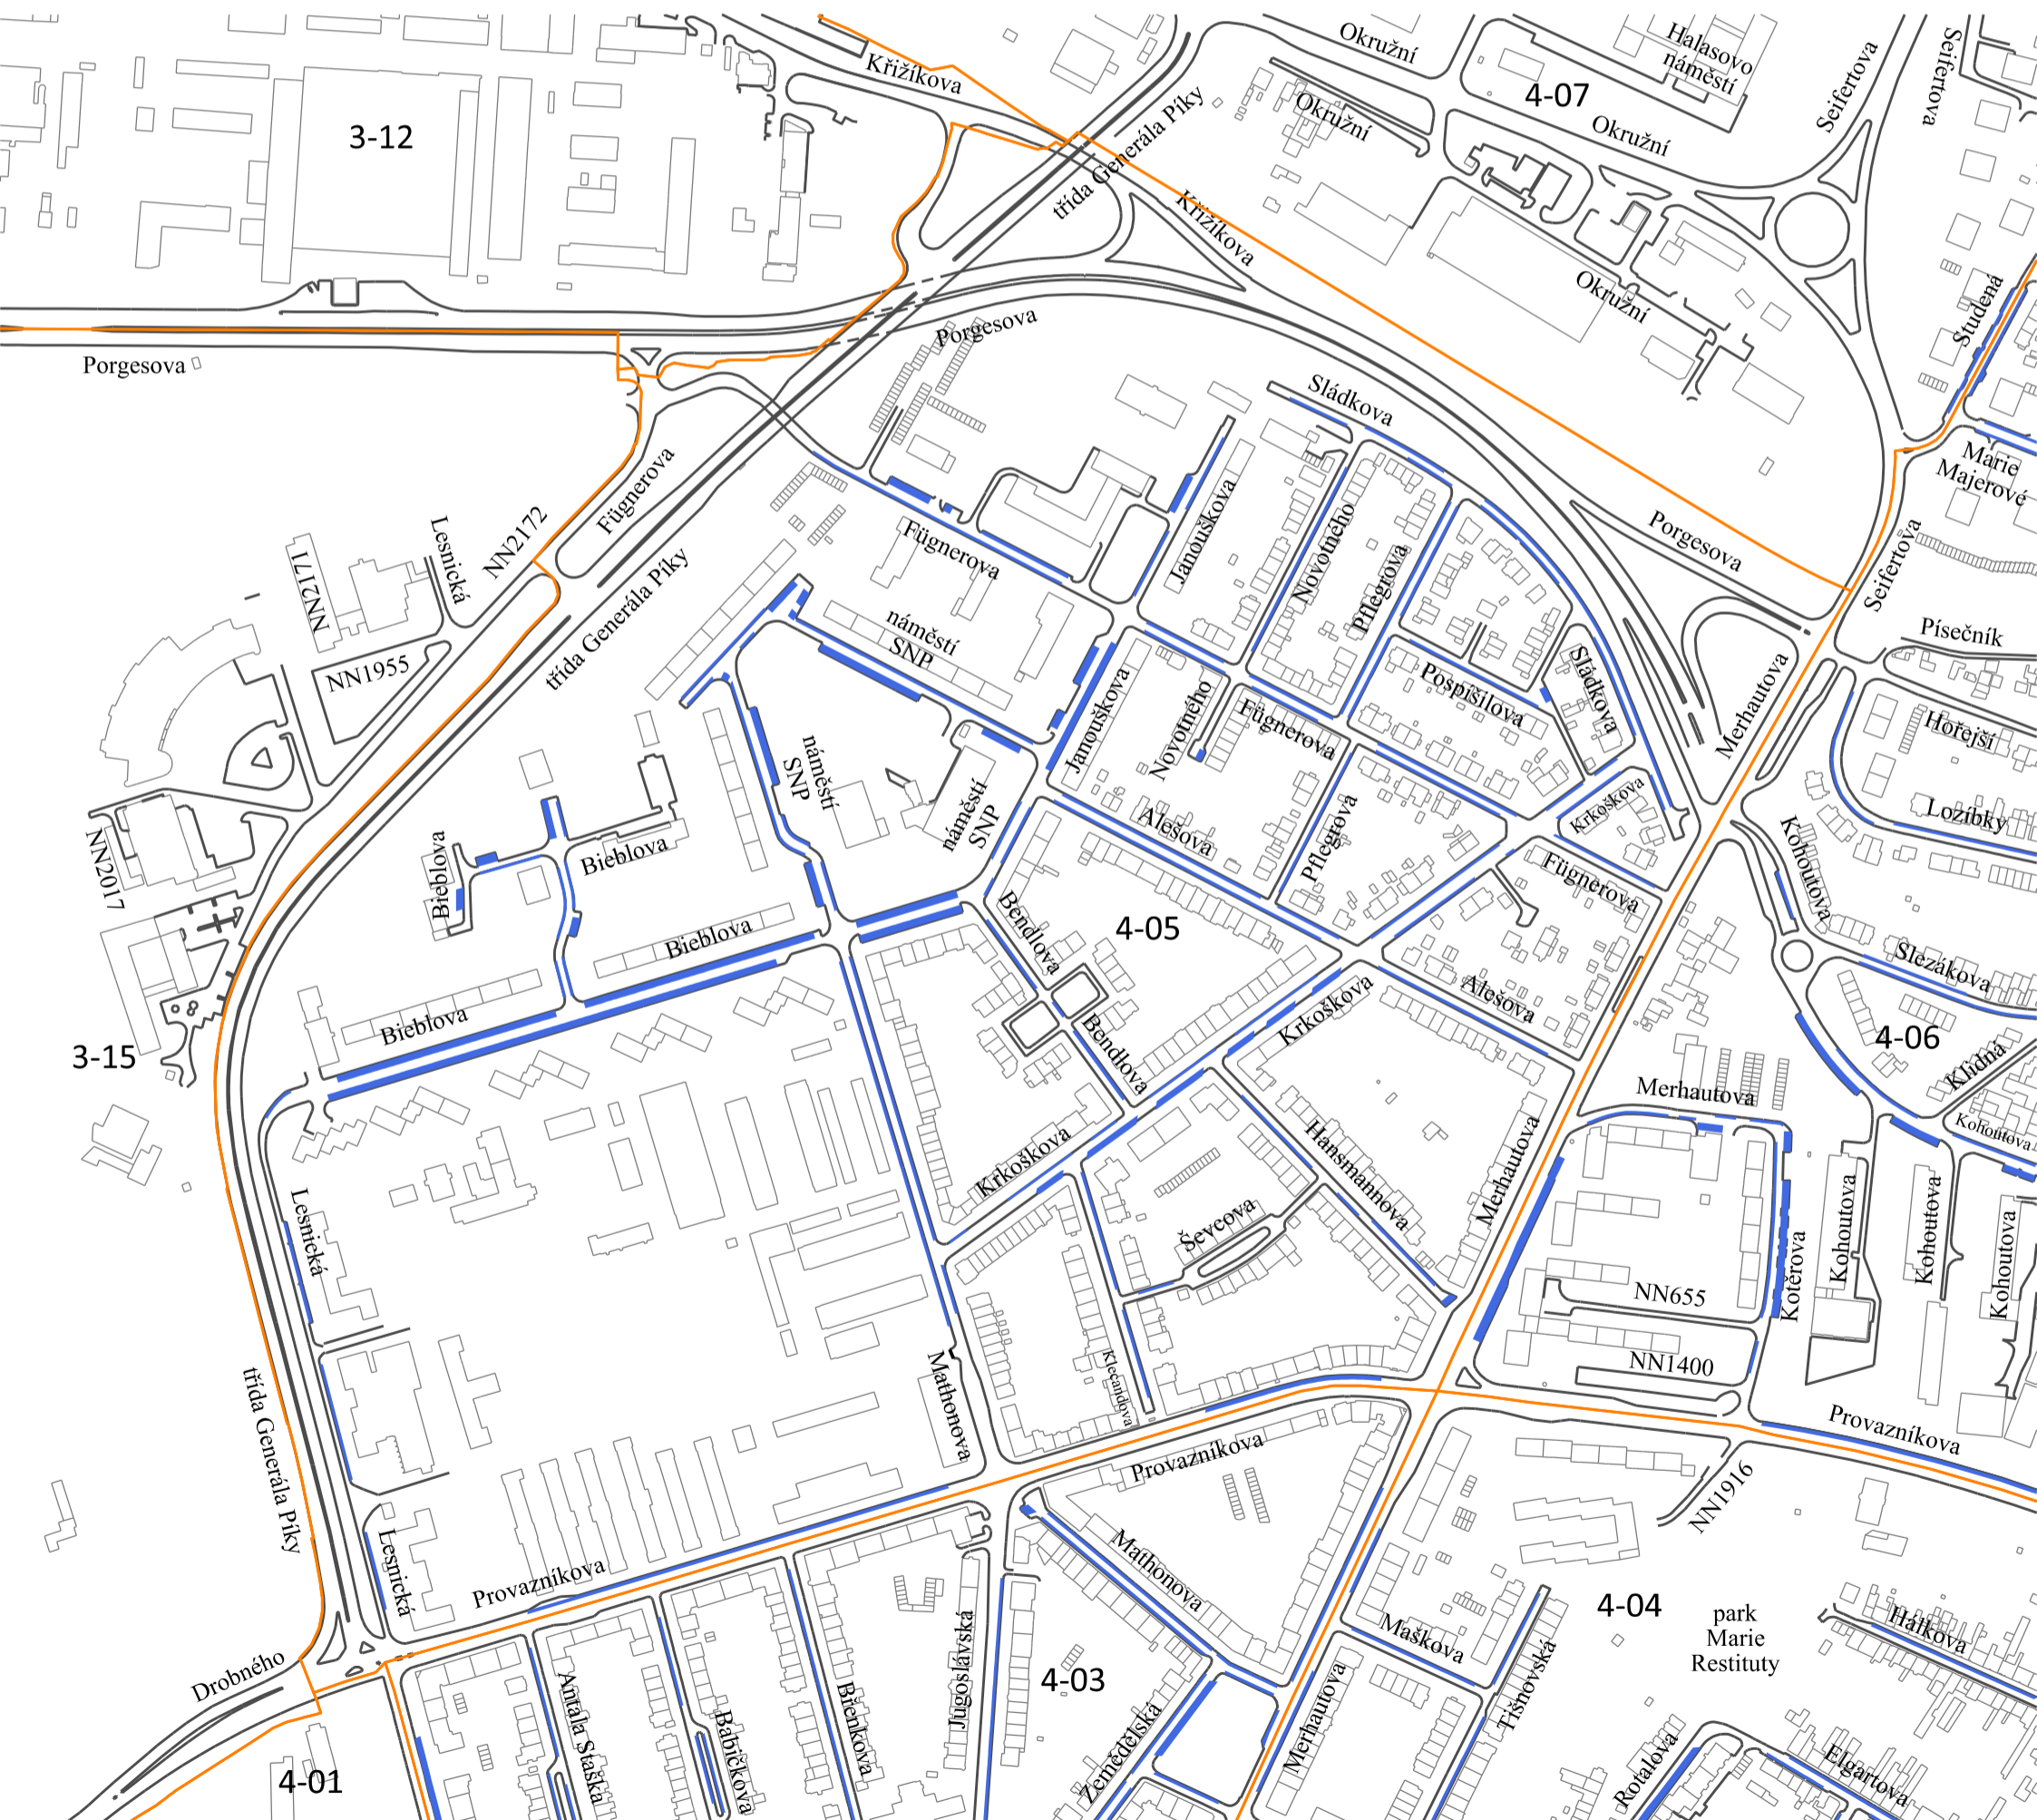 Křižíkova
Okružní
Halasovo
náměstí
Seifertova
Seifertova
3-12
4-07
Okružní
Okružní
třída Generála Píky
Křižíkova
Okružní
Studená
Porgesova
Porgesova
Sládkova
Marie
Majerové
Fügnerova
Lesnická
NN2172
NN2171
Fügnerova
Janouškova
Novotného
Pflegrova
Porgesova
Seifertova
Písečník
třída Generála Píky
náměstí
SNP
NN1955
Janouškova
Novotného
Fügnerova
Pospíšilova
Sládkova
Merhautova
Hořejší
náměstí
SNP
náměstí
SNP
Alešova
Pflegrova
Krkoškova
Lozíbky
Kohoutova
NN2017
Bieblova
Bieblova
Fügnerova
Bieblova
Bendlova
4-05
Slezákova
Bieblova
Krkoškova
Alešova
3-15
Bendlova
4-06
Klidná
Merhautova
Kohoutova
Krkoškova
Hansmannova
Merhautova
Lesnická
Ševcova
Kotěrova
Kohoutova
Kohoutova
Kohoutova
NN655
NN1400
Klečandova
Mathonova
třída Generála Píky
Provazníkova
Provazníkova
NN1916
Lesnická
Provazníkova
Mathonova
Maškova
4-04
park
Marie
Restituty
Hálkova
Drobného
Antala Staška
Babičkova
Břenkova
Jugoslávská
4-03
Zemědělská
Merhautova
Tišnovská
4-01
Rotalova
Elgartova